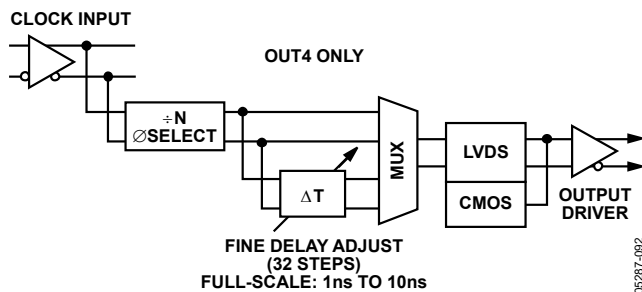 CLOCK INPUT
OUT4 ONLY
÷N
∅SELECT
ΔT
MUX
LVDS
CMOS
OUTPUT
DRIVER
FINE DELAY ADJUST
(32 STEPS)
FULL-SCALE: 1ns TO 10ns
05287-092